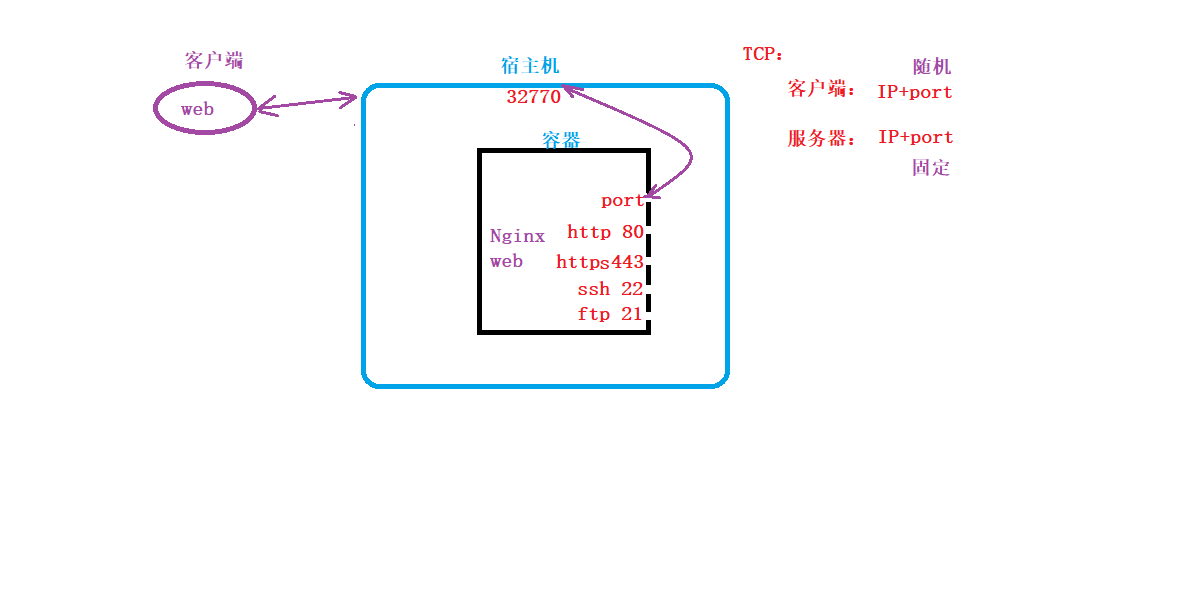 客户端
web
宿主机
32770
容器
port
http 80
Nginx
web
https443
ssh 22
ftp 21
TCP:
随机
客户端： IP+port
服务器： IP+port
固定